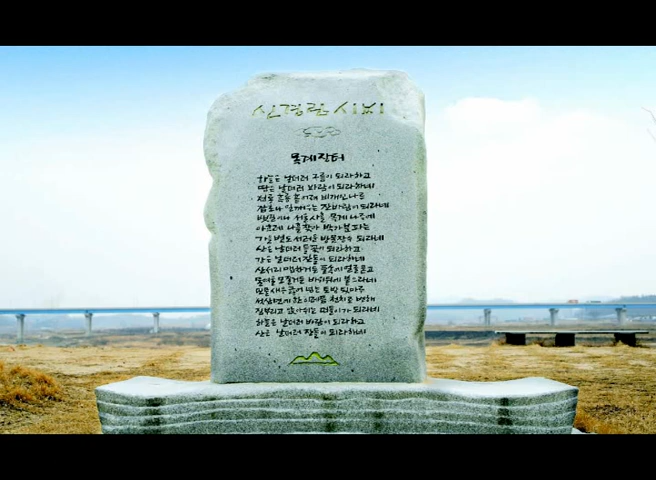 신경림 시비
목계장터
하늘은 날더러 구름이 되라하고
땅은 날더러 바람이 되라하네
청룡 흑룡 흩어져 비개인 나루
잡초나 일깨우는 잔바람이 되라네
뱃길이라 서울사흘 목계 나루에
아흐레 나흘 찾아 박가분 파는
가을볕도 서러운 방물장수 되라네
산은 날더러 들꽃이 되라하고
강은 날더러 잔돌이 되라하네
산서리 맵차거든 풀속에 얼굴묻고
물여울 모질거든 바위뒤에 붙으라네
민물새우 끓어 넘는 토방 툇마루
석삼년에 한 이레쯤 천치로 변해
짐부리고 앉아쉬는 떠돌이가 되라네
하늘은 날더러 바람이 되라하고
산은 날더러 잔돌이 되라하네